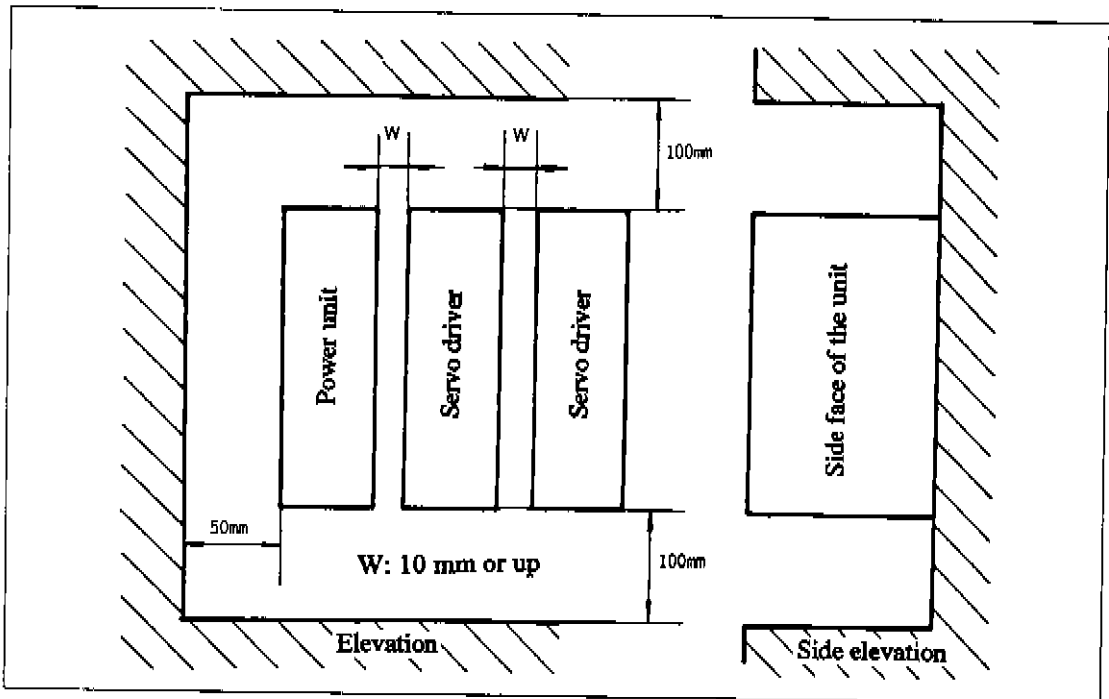 W
W
100mm
Power unit
Servo driver
Servo driver
Side face of the unit
50mm
W: 10 mm or up
100mm
Elevation
Side elevation